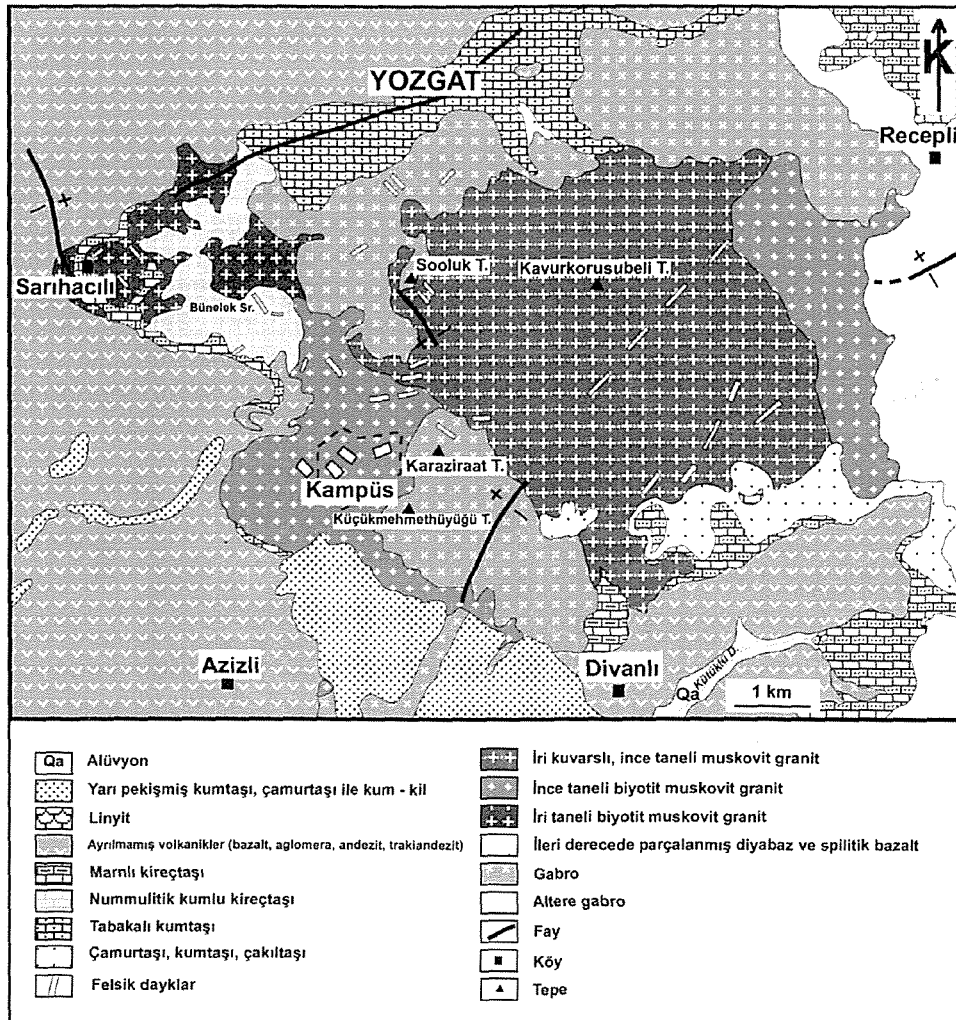 K
YOZGAT
Recepli
Sarıhacılı
Sooluk T.
Kavurkorusubeli T.
Bünelek Sr.
Karaziraat T.
Kampüs
Küçükmehmethüyüğü T.
Azizli
Divanlı
Külüklü D.
Qa
1 km
Qa Alüvyon
Yarı pekişmiş kumtaşı, çamurtaşı ile kum - kil
Linyit
Ayrılmamış volkanikler (bazalt, aglomera, andezit, trakiandezit)
Marnlı kireçtaşı
Nummulitik kumlu kireçtaşı
Tabakalı kumtaşı
Çamurtaşı, kumtaşı, çakıltaşı
Felsik dayklar
İri kuvarslı, ince taneli muskovit granit
İnce taneli biyotit muskovit granit
İri taneli biyotit muskovit granit
İleri derecede parçalanmış diyabaz ve spilitik bazalt
Gabro
Altere gabro
Fay
Köy
Tepe